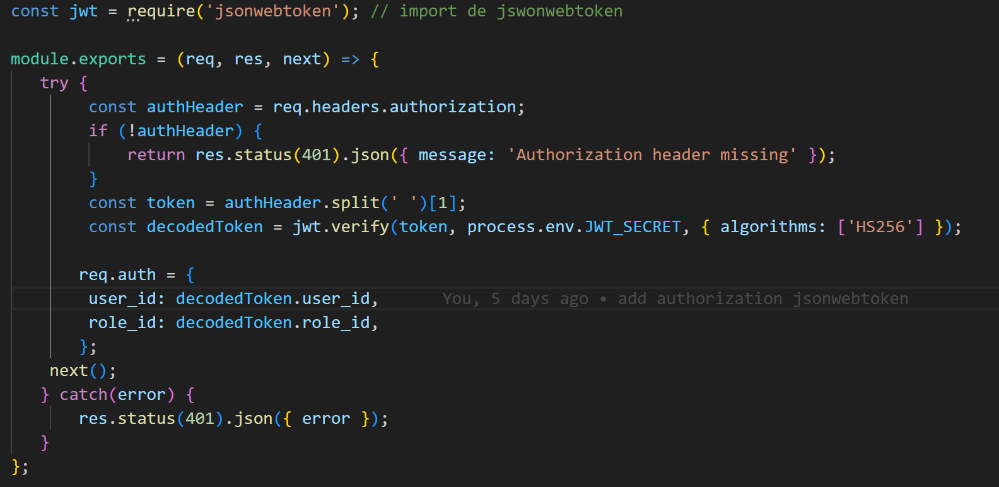 const jwt = require('jsonwebtoken'); // import de jswonwebtoken
module.exports = (req, res, next) => {
try {
const authHeader = req.headers.authorization;
if (!authHeader) {
return res.status(401).json({ message: 'Authorization header missing' });
}
const token = authHeader.split(' ')[1];
const decodedToken = jwt.verify(token, process.env.JWT_SECRET, { algorithms: ['HS256'] });
req.auth = {
user_id: decodedToken.user_id, You, 5 days ago • add authorization jsonwebtoken
role_id: decodedToken.role_id,
};
next();
} catch(error) {
res.status(401).json({ error });
}
};